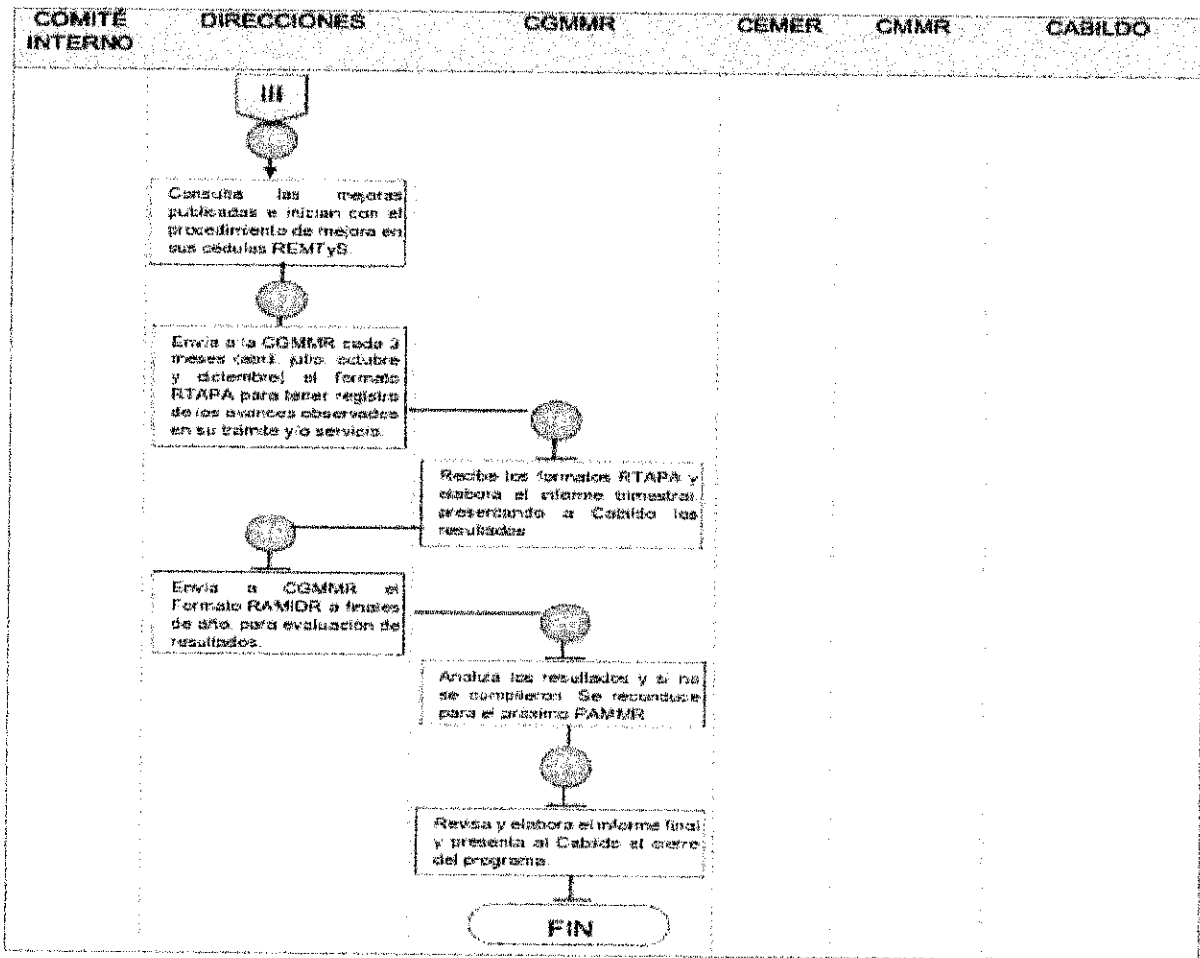 COMITÉ INTERNO
DIRECCIONES
CGMMR
CEMER
CMMR
CABILDO
III
Consulta las mejoras
publicadas e inician con el
procedimiento de mejora en
sus cédulas REMTyS.
Envía a la CGMMR cada 3
meses (abril, julio, octubre
y diciembre) el formato
RTAPA para tener registro
de los avances observados
en su trámite y/o servicio.
Recibe los formatos RTAPA y
elabora el informe trimestral,
presentando a Cabildo los
resultados
Envía a CGMMR el
Formato RAMIDR a finales
de año, para evaluación de
resultados.
Analiza los resultados y si no
se cumplieron. Se reconduce
para el próximo PAMMR
Revisa y elabora el informe final
y presenta al Cabildo el cierre
del programa.
FIN